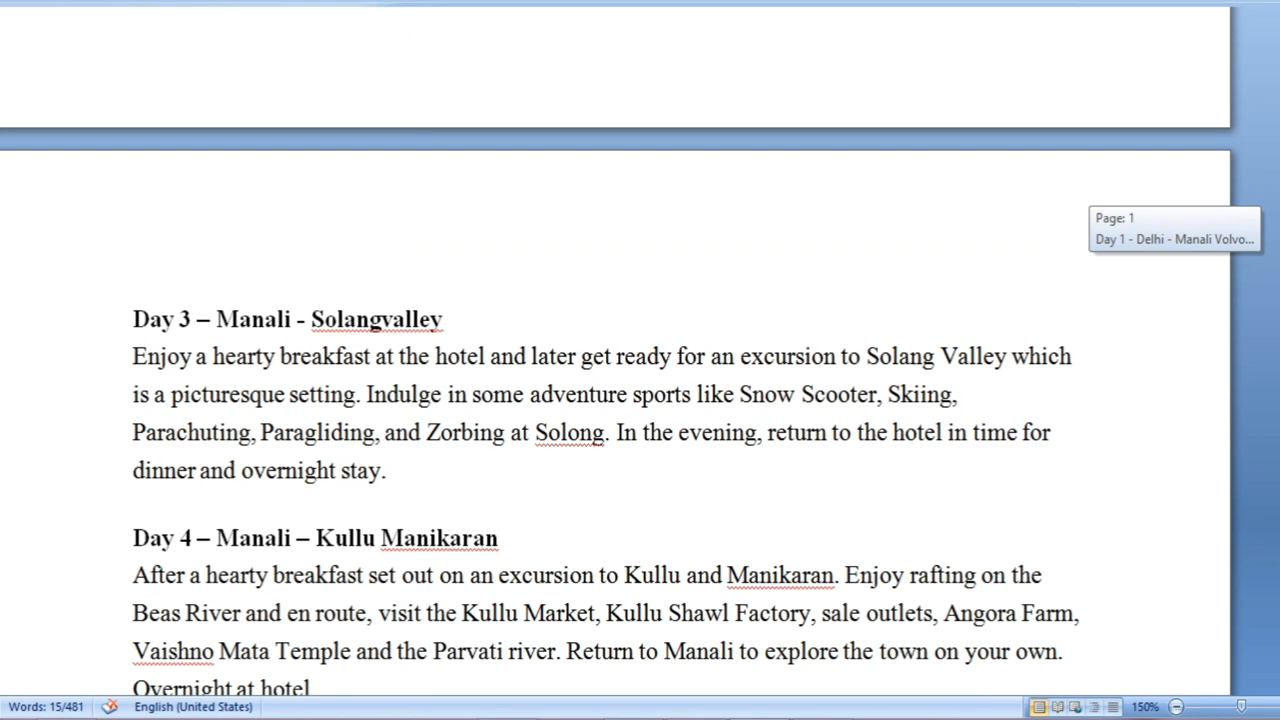 Page: 1
Day 1 - Delhi - Manali Volvo...
Day 3 – Manali - Solangvalley
Enjoy a hearty breakfast at the hotel and later get ready for an excursion to Solang Valley which
is a picturesque setting. Indulge in some adventure sports like Snow Scooter, Skiing,
Parachuting, Paragliding, and Zorbing at Solong. In the evening, return to the hotel in time for
dinner and overnight stay.
Day 4 – Manali – Kullu Manikaran
After a hearty breakfast set out on an excursion to Kullu and Manikaran. Enjoy rafting on the
Beas River and en route, visit the Kullu Market, Kullu Shawl Factory, sale outlets, Angora Farm,
Vaishno Mata Temple and the Parvati river. Return to Manali to explore the town on your own.
Overnight at hotel
Words: 15/481 English (United States) 150%